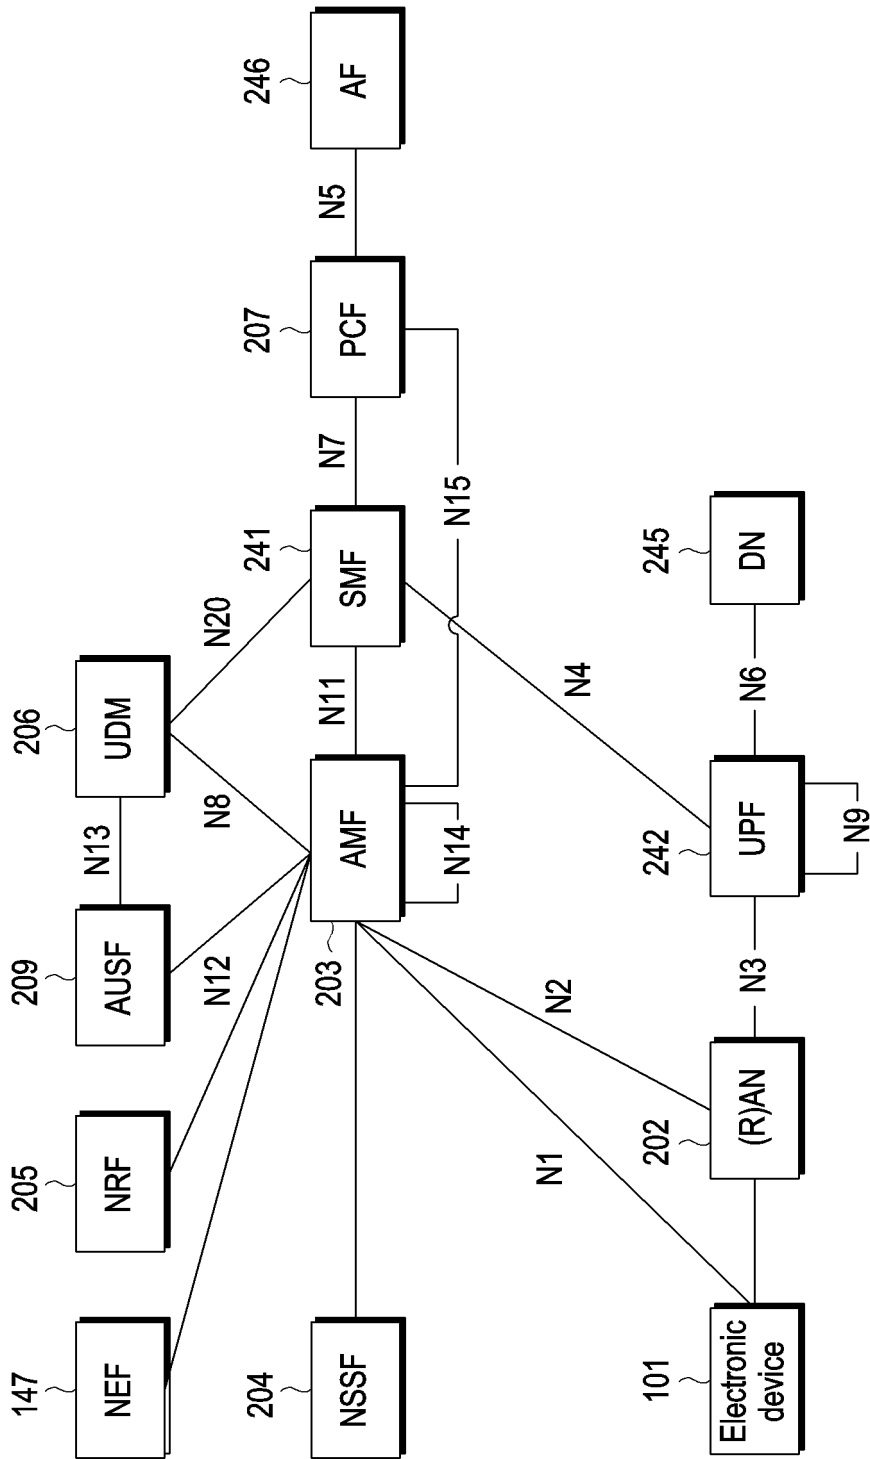 147
NEF
205
NRF
209
AUSF
N13
206
UDM
N12
N8
N20
204
NSSF
203
AMF
N11
241
SMF
N7
207
PCF
N5
246
AF
N14
N15
N1
N2
N4
101
Electronic
device
202
(R)AN
N3
242
UPF
N6
245
DN
N9